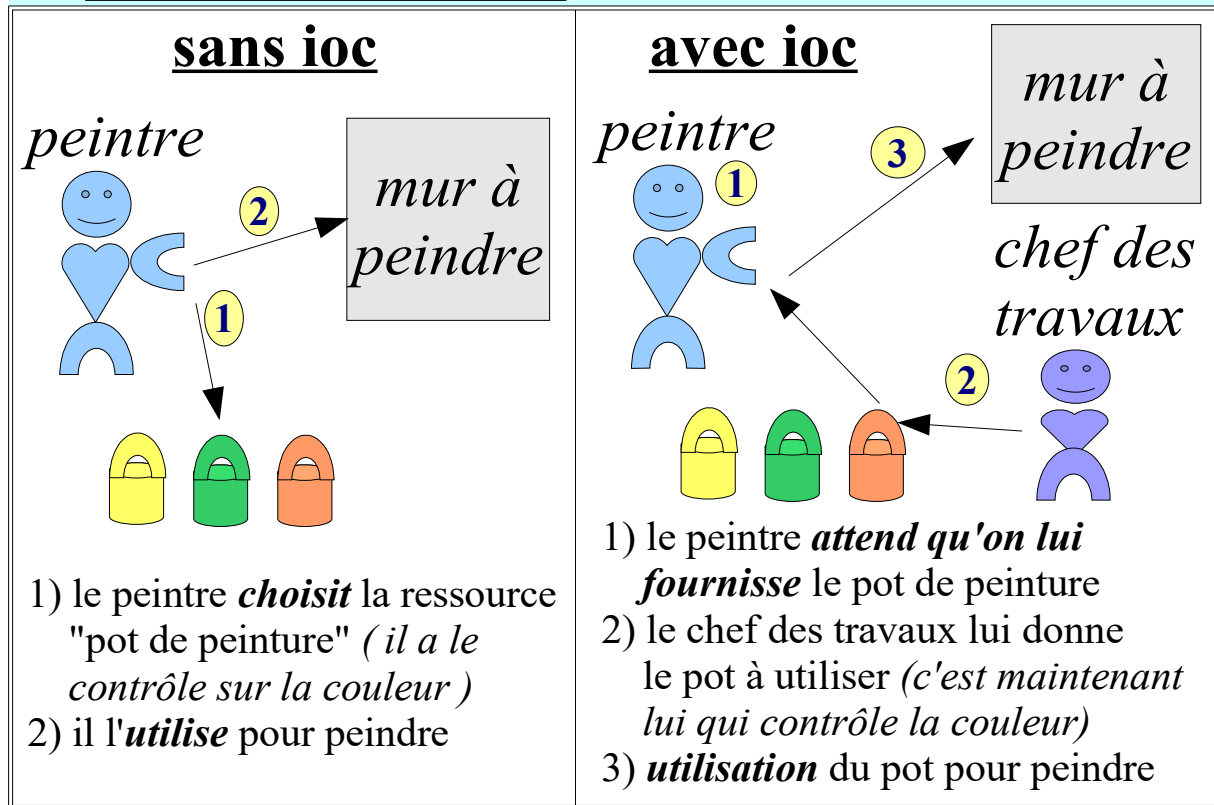 sans ioc
peintre
2
mur à
peindre
1
1) le peintre choisit la ressource
"pot de peinture" ( il a le
contrôle sur la couleur )
2) il l'utilise pour peindre
avec ioc
mur à
peindre
peintre
3
1
chef des
travaux
2
1) le peintre attend qu'on lui
fournisse le pot de peinture
2) le chef des travaux lui donne
le pot à utiliser (c'est maintenant
lui qui contrôle la couleur)
3) utilisation du pot pour peindre